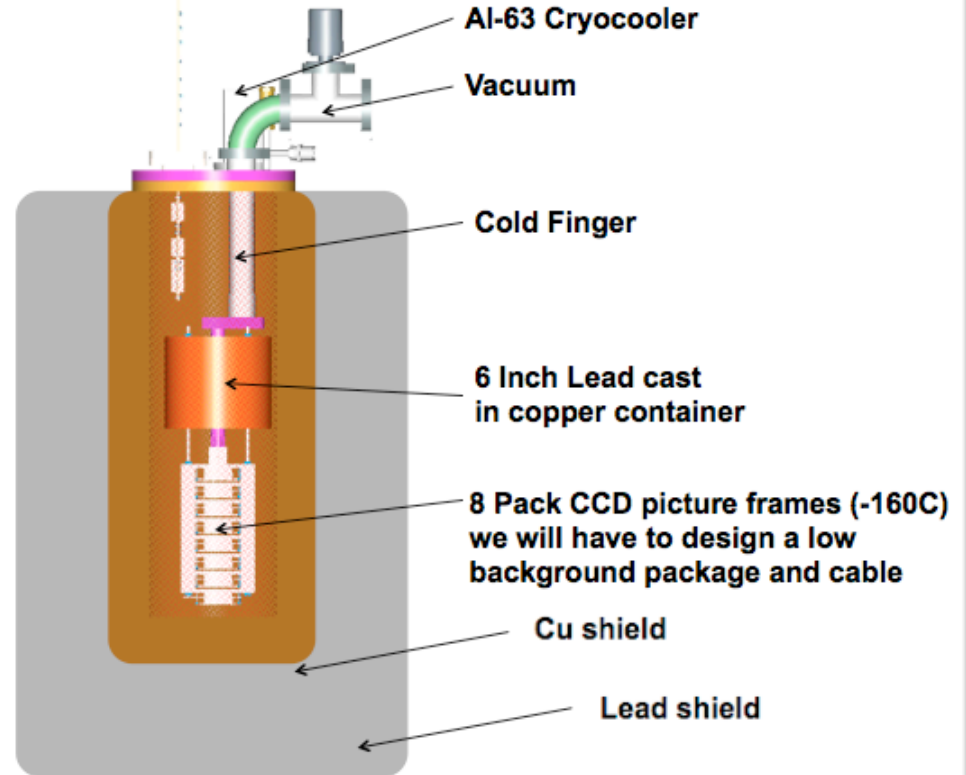 Al-63 Cryocooler
Vacuum
Cold Finger
6 Inch Lead cast
in copper container
8 Pack CCD picture frames (-160C)
we will have to design a low
background package and cable
Cu shield
Lead shield